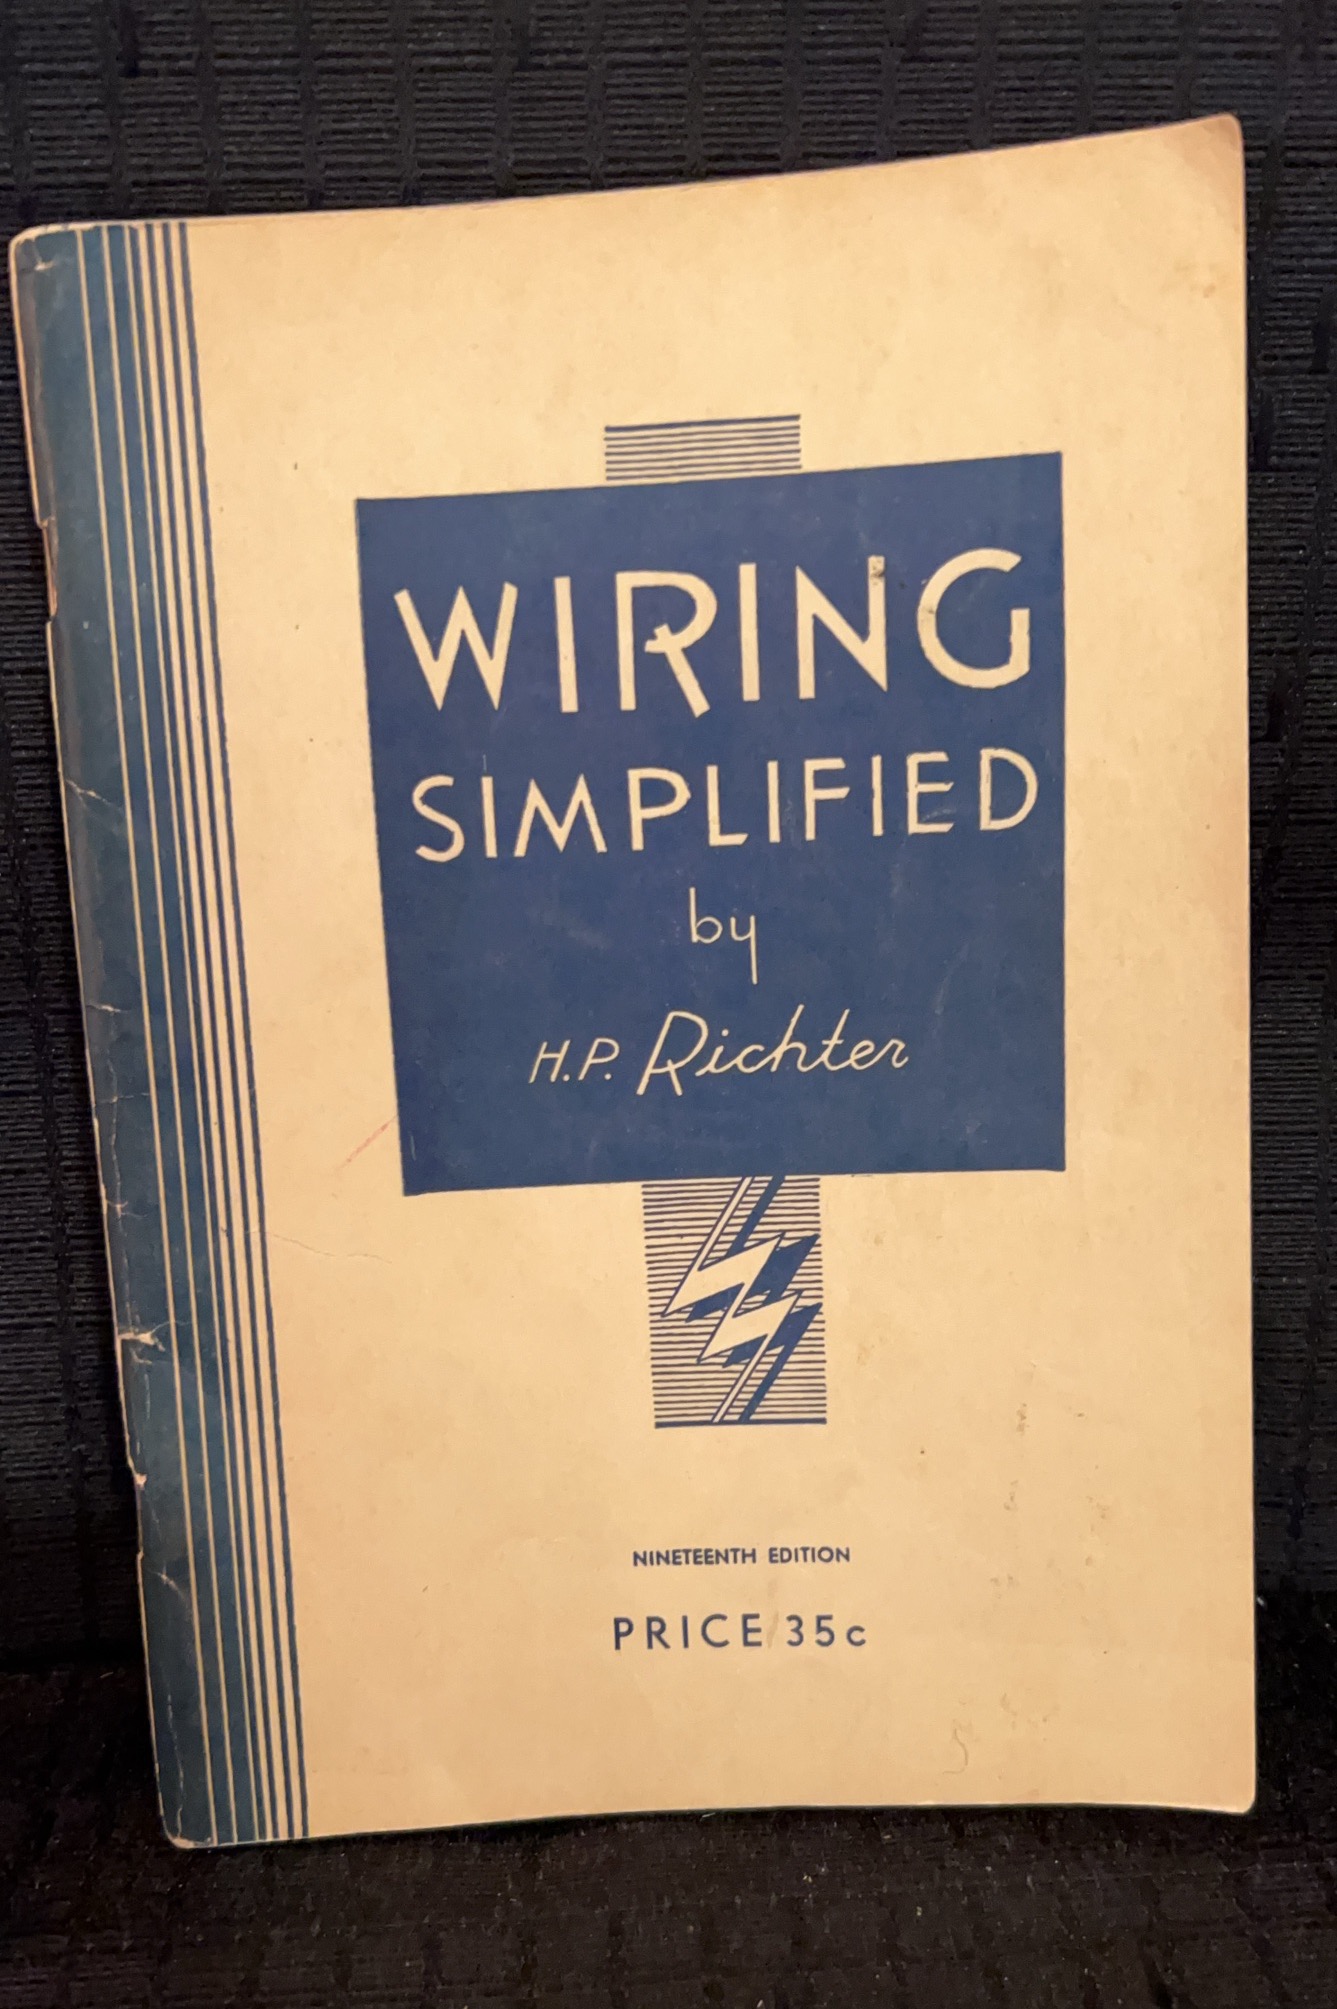 WIRING
SIMPLIFIED
by
H.P. Richter
NINETEENTH EDITION
PRICE 35c